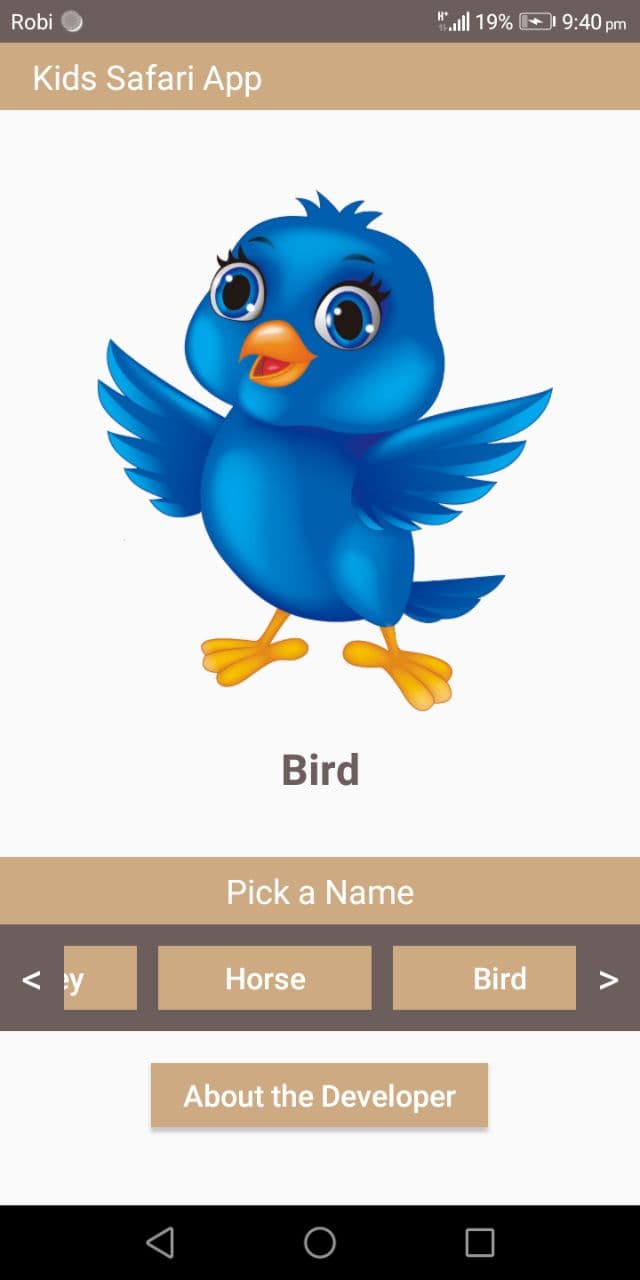 Robi 19% 9:40 pm
Kids Safari App
Bird
Pick a Name
< ey Horse Bird >
About the Developer